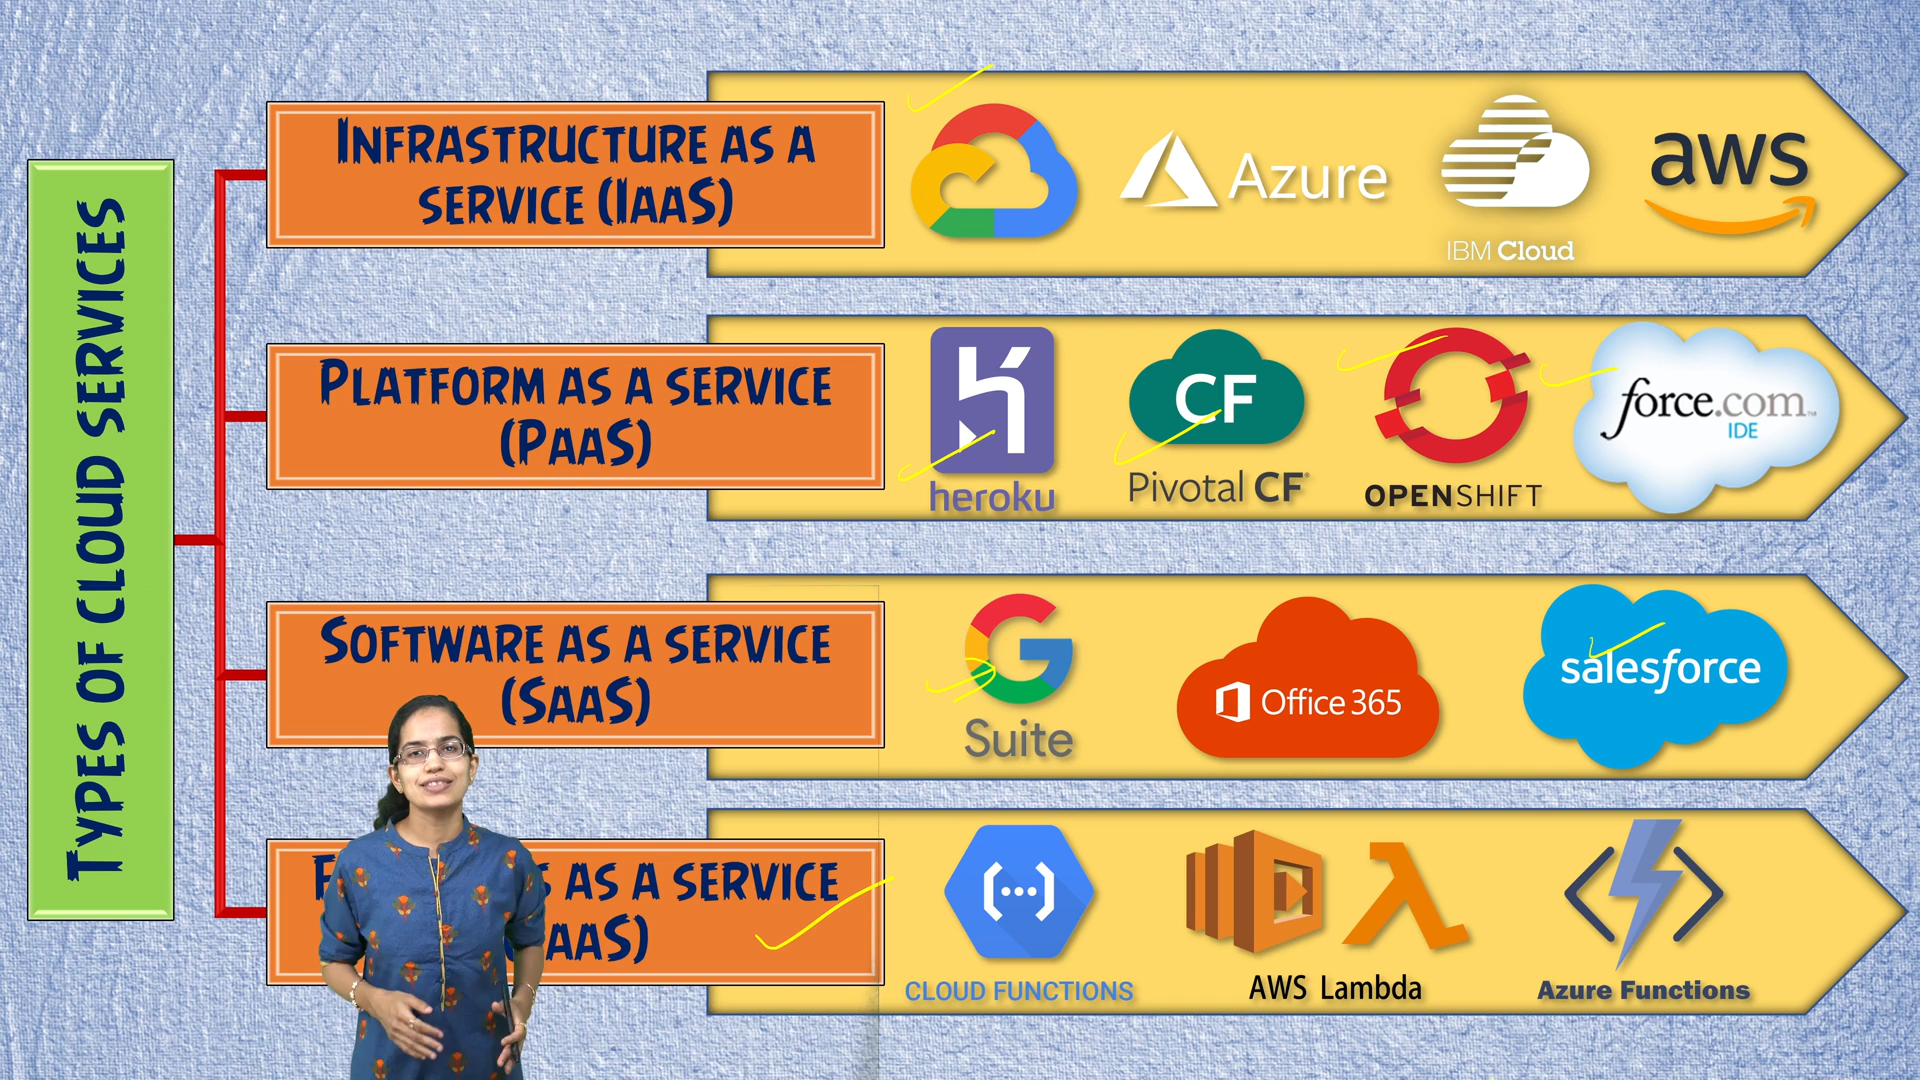 TYPES OF CLOUD SERVICES
INFRASTRUCTURE AS A
SERVICE (IAAS)
Azure
IBM Cloud
aws
PLATFORM AS A SERVICE
(PAAS)
heroku
CF
Pivotal CF
OPENSHIFT
force.com
IDE
SOFTWARE AS A SERVICE
(SAAS)
G
Suite
Office 365
salesforce
AS A SERVICE
AAS)
CLOUD FUNCTIONS
AWS Lambda
Azure Functions